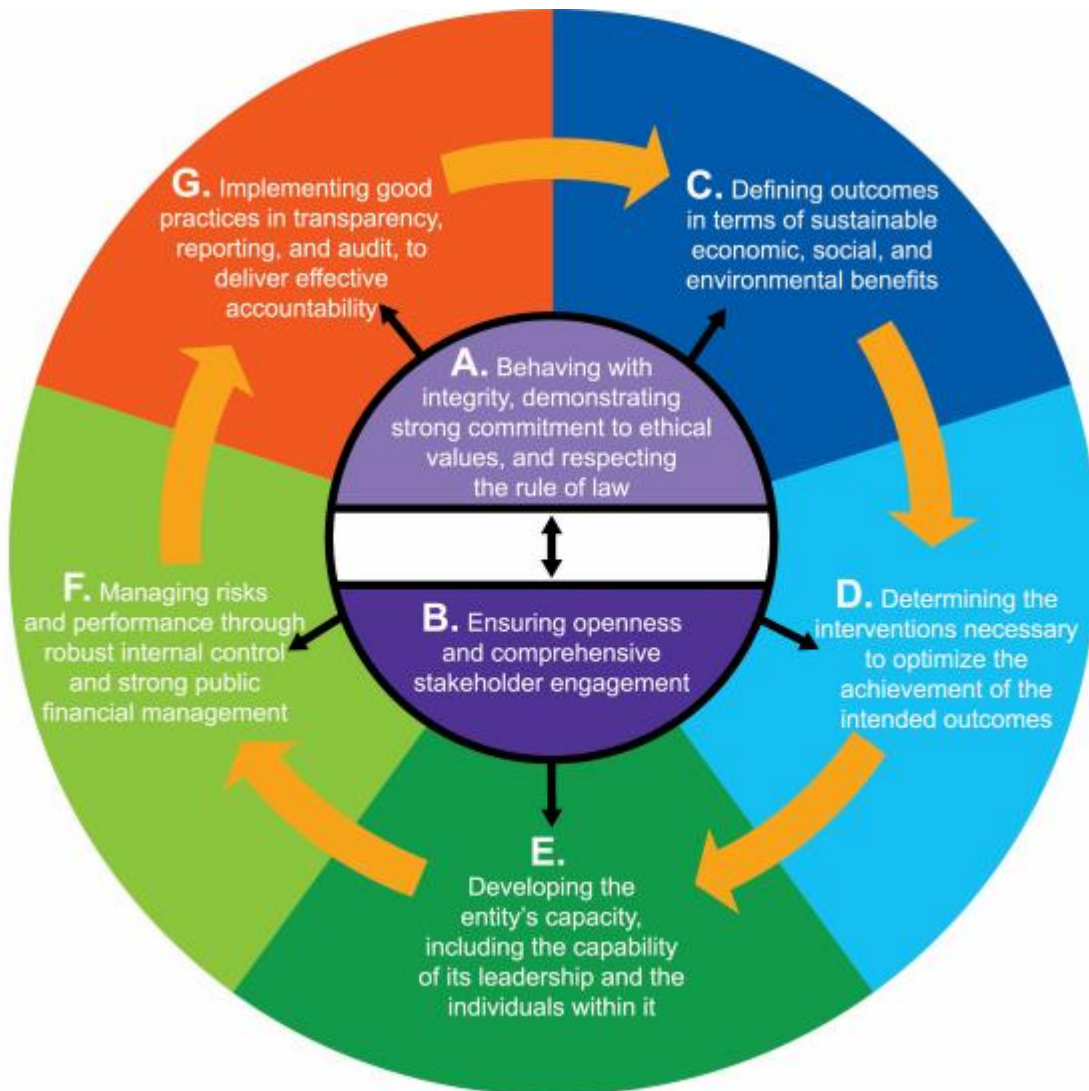 G. Implementing good
practices in transparency,
reporting, and audit, to
deliver effective
accountability
C. Defining outcomes
in terms of sustainable
economic, social, and
environmental benefits
A. Behaving with
integrity, demonstrating
strong commitment to ethical
values, and respecting
the rule of law
B. Ensuring openness
and comprehensive
stakeholder engagement
D. Determining the
interventions necessary
to optimize the
achievement of the
intended outcomes
E.
Developing the
entity's capacity,
including the capability
of its leadership and the
individuals within it
F. Managing risks
and performance through
robust internal control
and strong public
financial management